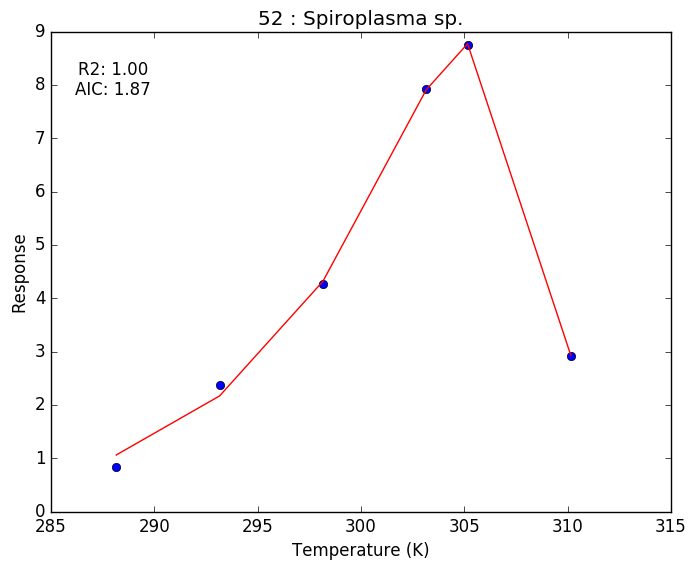 52 : Spiroplasma sp.
R2: 1.00
AIC: 1.87
Response
9
8
7
6
5
4
3
2
1
0
285 290 295 300 305 310 315
Temperature (K)